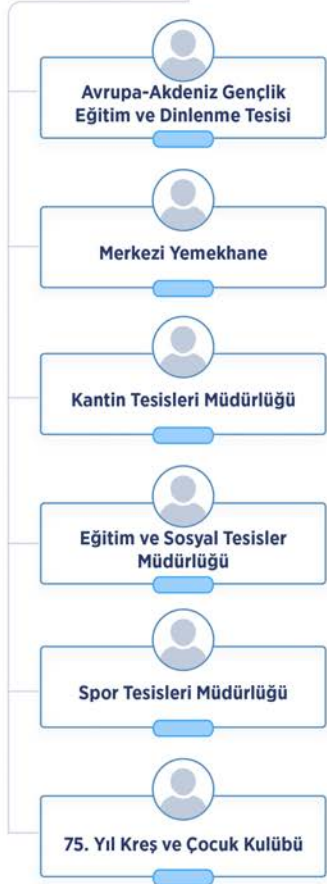 Avrupa-Akdeniz Gençlik
Eğitim ve Dinlenme Tesisi
Merkezi Yemekhane
Kantin Tesisleri Müdürlüğü
Eğitim ve Sosyal Tesisler
Müdürlüğü
Spor Tesisleri Müdürlüğü
75. Yıl Kreş ve Çocuk Kulübü